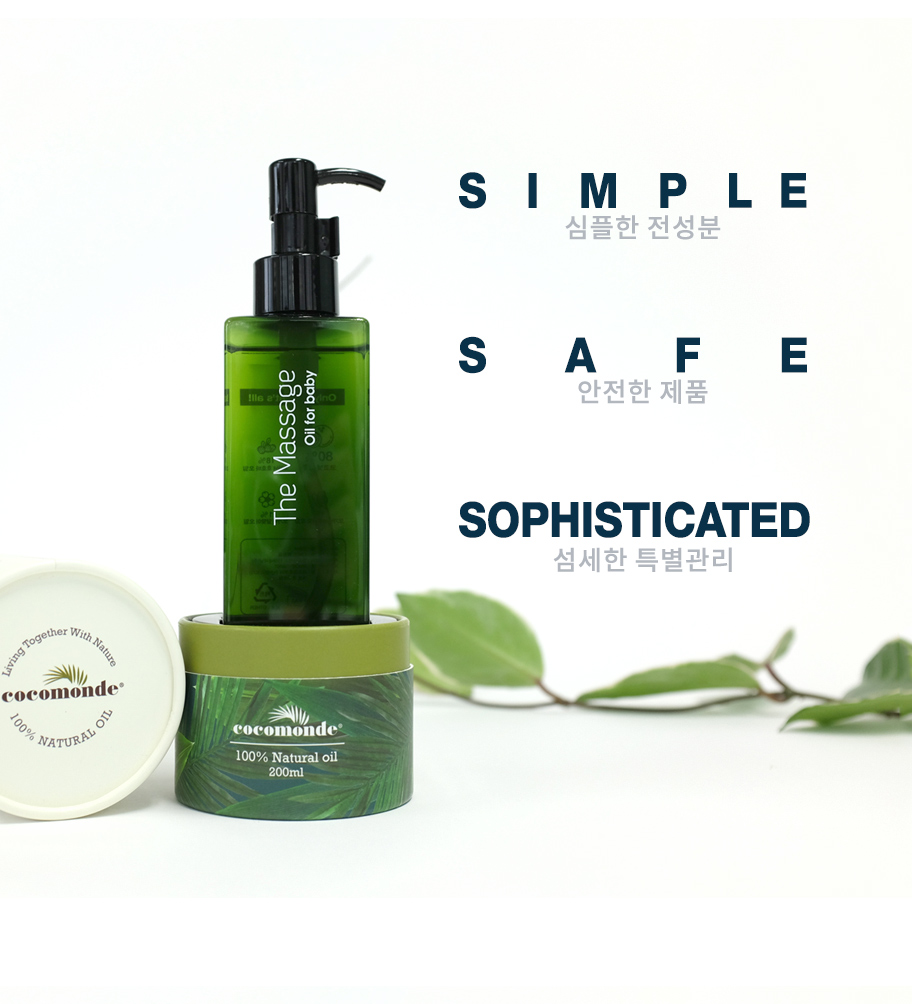 SIMPLE
심플한 전성분
SAFE
안전한 제품
SOPHISTICATED
섬세한 특별관리
The Massage
Oil for baby
Living Together With Nature
cocomonde®
100% NATURAL OIL
cocomonde®
100% Natural oil
200ml